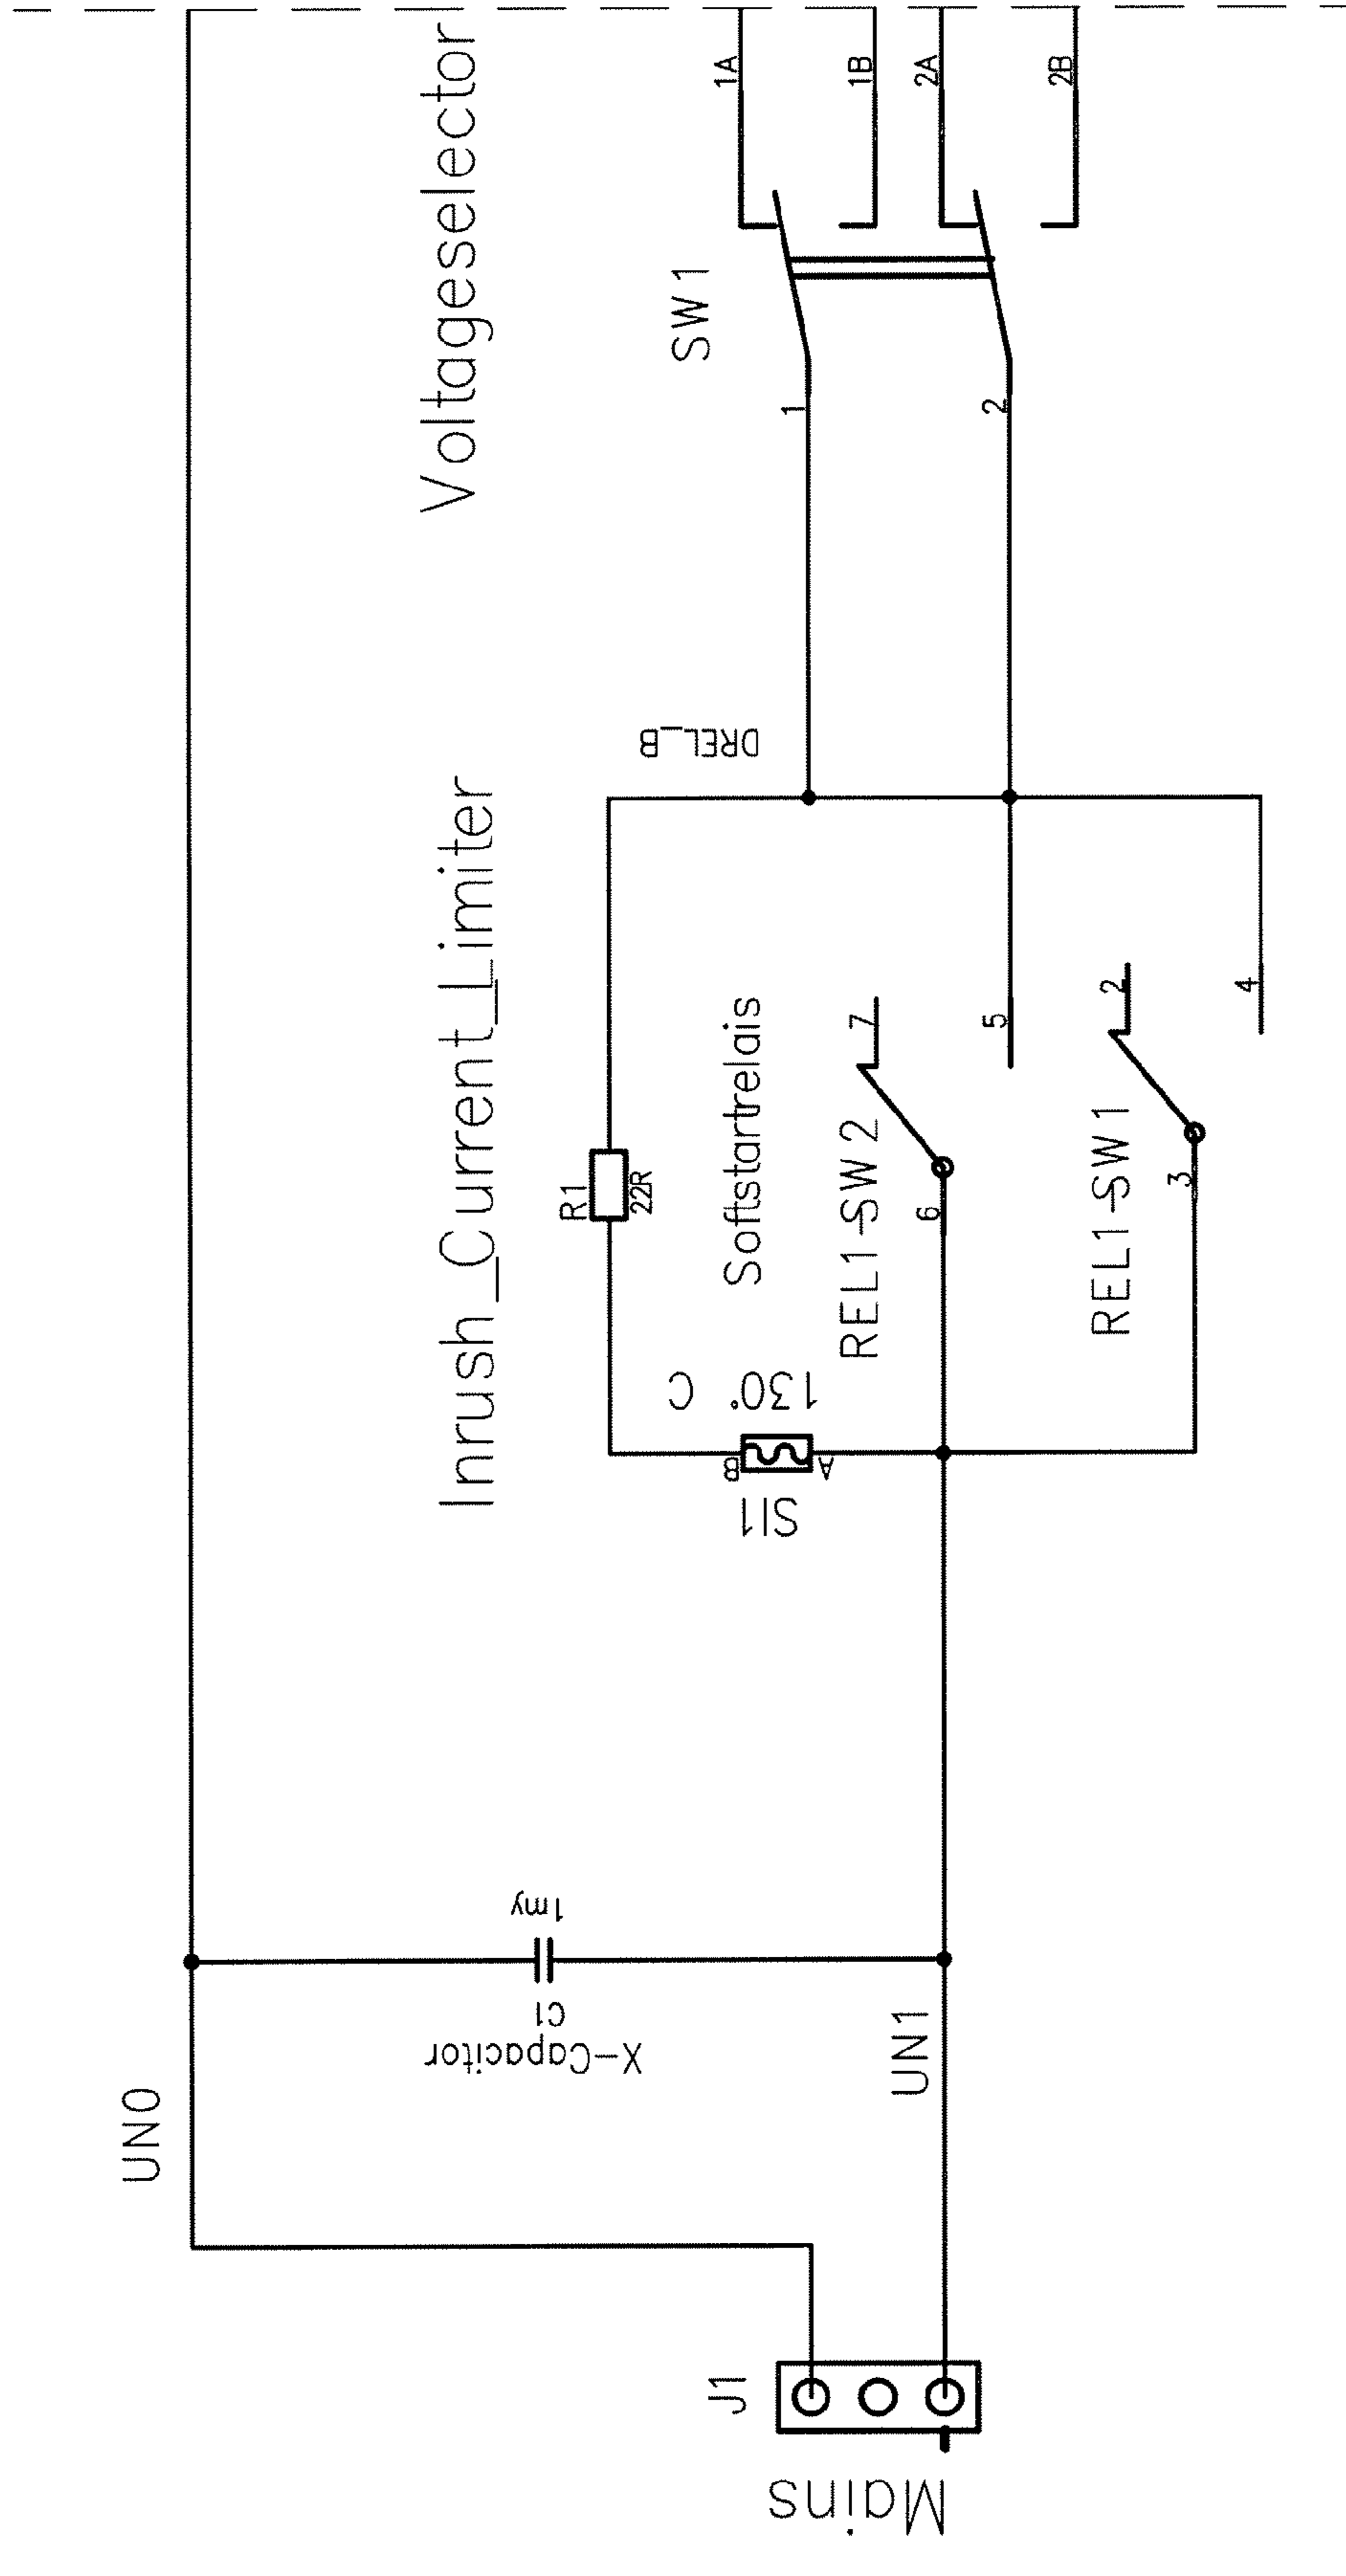 Voltageselector
1A
1B
2A
2B
SW1
1
2
DREL_B
Inrush_Current_Limiter
R1
22R
Softstartrelais
REL1-SW2
7
6
5
REL1-SW1
2
3
4
130° C
B
A
SI1
1my
C1
X-Capacitor
UN0
UN1
J1
Mains